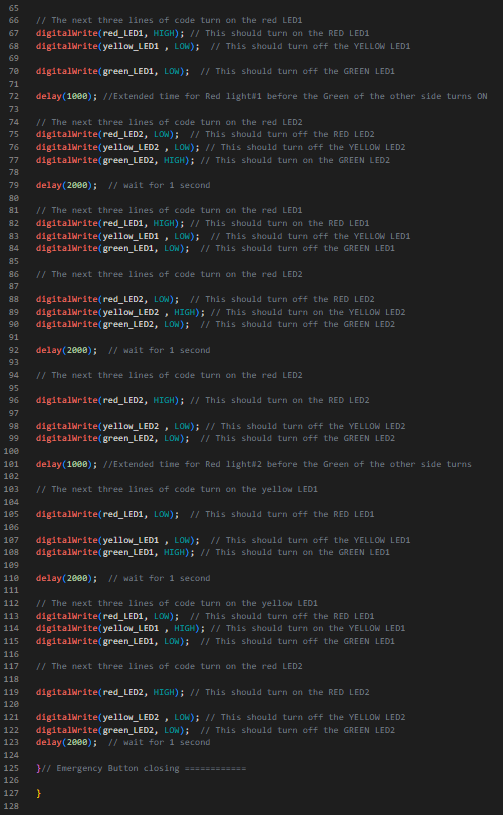 65
66 // The next three lines of code turn on the red LED1
67 digitalWrite(red_LED1, HIGH); // This should turn on the RED LED1
68 digitalWrite(yellow_LED1 , LOW);  // This should turn off the YELLOW LED1
69
70 digitalWrite(green_LED1, LOW);  // This should turn off the GREEN LED1
71
72 delay(1000); //Extended time for Red light#1 before the Green of the other side turns ON
73
74 // The next three lines of code turn on the red LED2
75 digitalWrite(red_LED2, LOW);  // This should turn off the RED LED2
76 digitalWrite(yellow_LED2 , LOW); // This should turn off the YELLOW LED2
77 digitalWrite(green_LED2, HIGH); // This should turn on the GREEN LED2
78
79 delay(2000);  // wait for 1 second
80
81 // The next three lines of code turn on the red LED1
82 digitalWrite(red_LED1, HIGH); // This should turn on the RED LED1
83 digitalWrite(yellow_LED1 , LOW);  // This should turn off the YELLOW LED1
84 digitalWrite(green_LED1, LOW);  // This should turn off the GREEN LED1
85
86 // The next three lines of code turn on the red LED2
87
88 digitalWrite(red_LED2, LOW);  // This should turn off the RED LED2
89 digitalWrite(yellow_LED2 , HIGH); // This should turn on the YELLOW LED2
90 digitalWrite(green_LED2, LOW);  // This should turn off the GREEN LED2
91
92 delay(2000);  // wait for 1 second
93
94 // The next three lines of code turn on the red LED2
95
96 digitalWrite(red_LED2, HIGH); // This should turn on the RED LED2
97
98 digitalWrite(yellow_LED2 , LOW); // This should turn off the YELLOW LED2
99 digitalWrite(green_LED2, LOW);  // This should turn off the GREEN LED2
100
101 delay(1000); //Extended time for Red light#2 before the Green of the other side turns
102
103 // The next three lines of code turn on the yellow LED1
104
105 digitalWrite(red_LED1, LOW);  // This should turn off the RED LED1
106
107 digitalWrite(yellow_LED1 , LOW);  // This should turn off the YELLOW LED1
108 digitalWrite(green_LED1, HIGH); // This should turn on the GREEN LED1
109
110 delay(2000);  // wait for 1 second
111
112 // The next three lines of code turn on the yellow LED1
113 digitalWrite(red_LED1, LOW);  // This should turn off the RED LED1
114 digitalWrite(yellow_LED1 , HIGH); // This should turn on the YELLOW LED1
115 digitalWrite(green_LED1, LOW);  // This should turn off the GREEN LED1
116
117 // The next three lines of code turn on the red LED2
118
119 digitalWrite(red_LED2, HIGH); // This should turn on the RED LED2
120
121 digitalWrite(yellow_LED2 , LOW); // This should turn off the YELLOW LED2
122 digitalWrite(green_LED2, LOW);  // This should turn off the GREEN LED2
123 delay(2000);  // wait for 1 second
124
125 }// Emergency Button closing ============
126
127 }
128